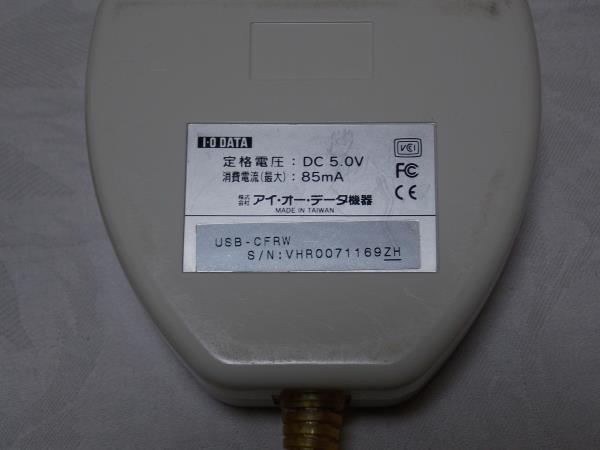 I·O DATA
定格電圧：DC 5.0V
消費電流(最大)：85mA
株式会社 アイ・オー・データ機器
MADE IN TAIWAN
VCI
FC
CE
USB-CFRW
S/N:VHR0071169ZH